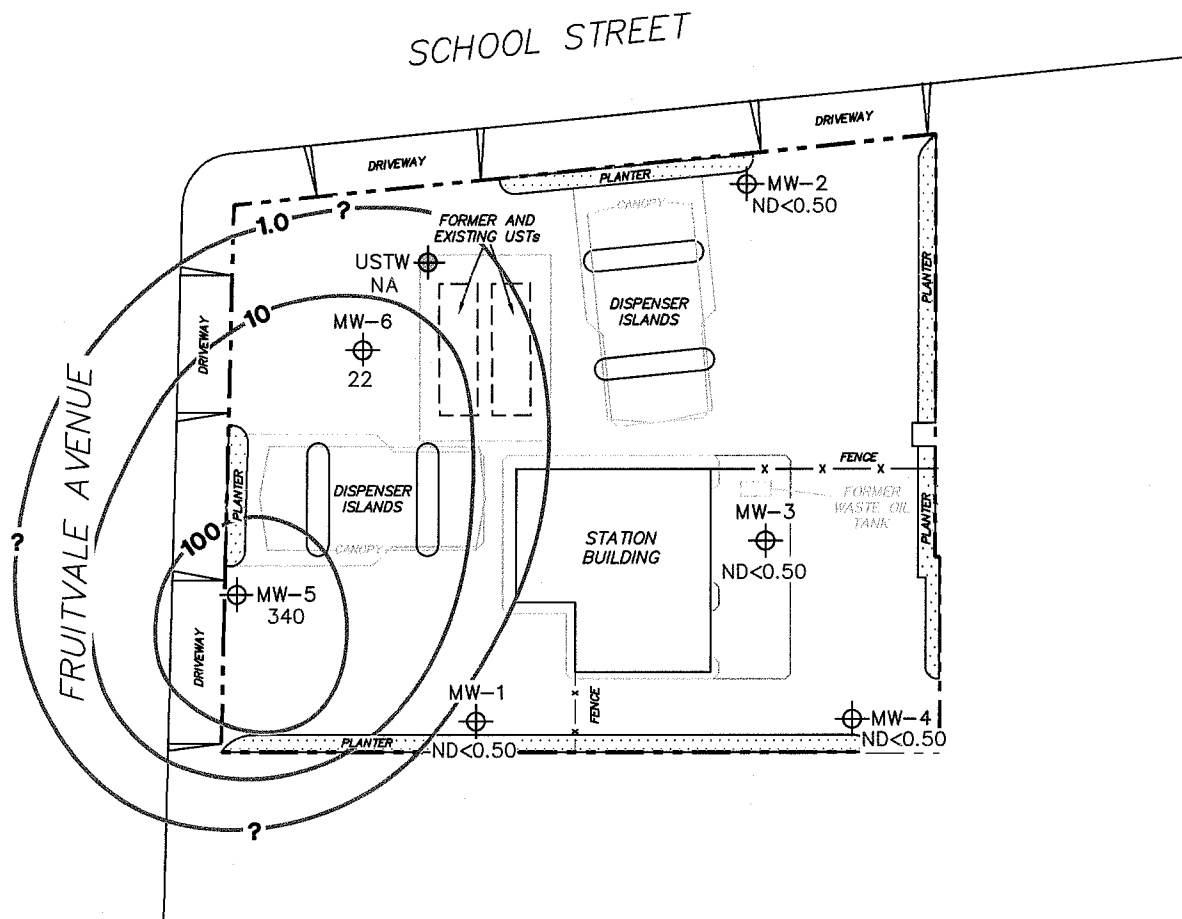 SCHOOL STREET
DRIVEWAY
DRIVEWAY
PLANTER
MW-2
ND<0.50
1.0
?
FORMER AND
EXISTING USTs
CANOPY
USTW
NA
PLANTER
DISPENSER
ISLANDS
10
MW-6
22
DRIVEWAY
FRUITVALE AVENUE
PLANTER
DISPENSER
ISLANDS
CANOPY
x
x
FENCE
x
FORMER
WASTE OIL
TANK
PLANTER
MW-3
ND<0.50
STATION
BUILDING
?
100
MW-5
340
DRIVEWAY
MW-1
ND<0.50
x
FENCE
x
MW-4
ND<0.50
PLANTER
?